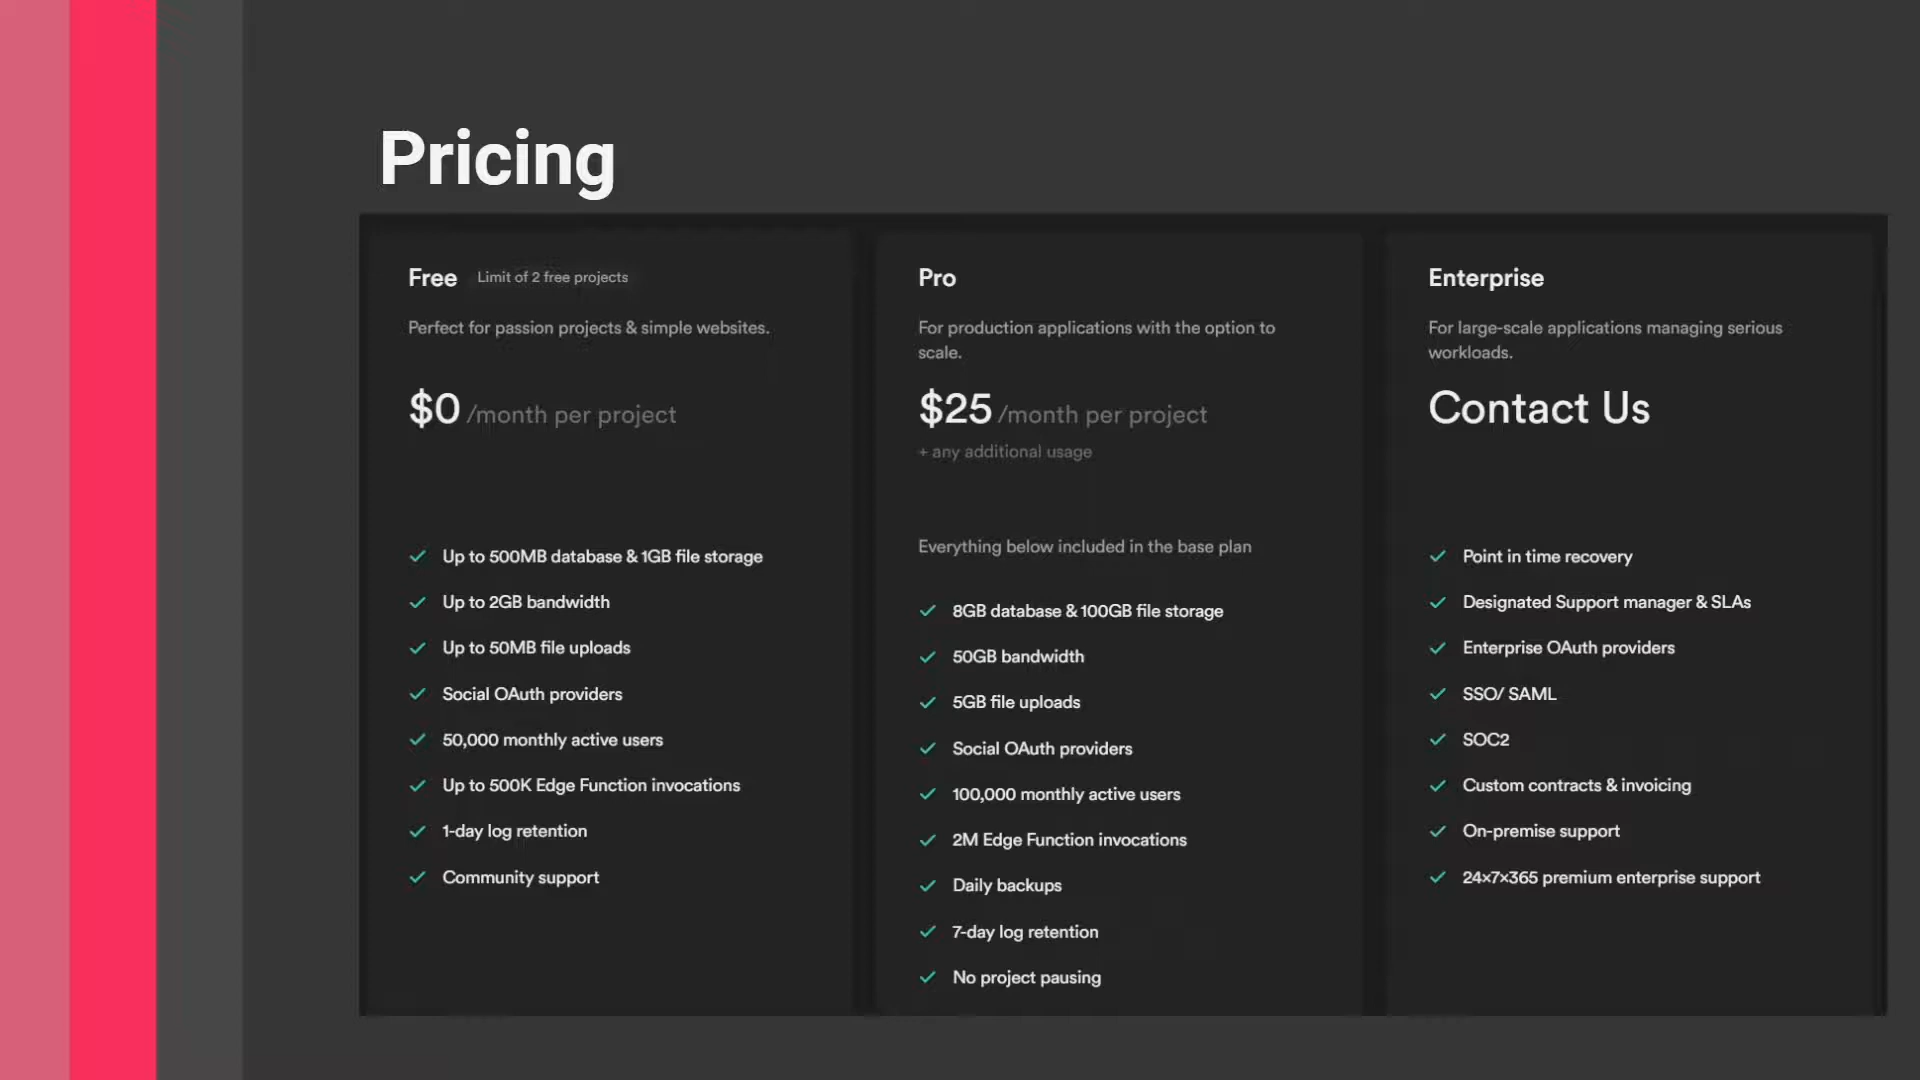 Pricing
Free Limit of 2 free projects
Perfect for passion projects & simple websites.
$0 /month per project
Up to 500MB database & 1GB file storage
Up to 2GB bandwidth
Up to 50MB file uploads
Social OAuth providers
50,000 monthly active users
Up to 500K Edge Function invocations
1-day log retention
Community support
Pro
For production applications with the option to
scale.
$25 /month per project
+ any additional usage
Everything below included in the base plan
8GB database & 100GB file storage
50GB bandwidth
5GB file uploads
Social OAuth providers
100,000 monthly active users
2M Edge Function invocations
Daily backups
7-day log retention
No project pausing
Enterprise
For large-scale applications managing serious
workloads.
Contact Us
Point in time recovery
Designated Support manager & SLAs
Enterprise OAuth providers
SSO/ SAML
SOC2
Custom contracts & invoicing
On-premise support
24×7×365 premium enterprise support